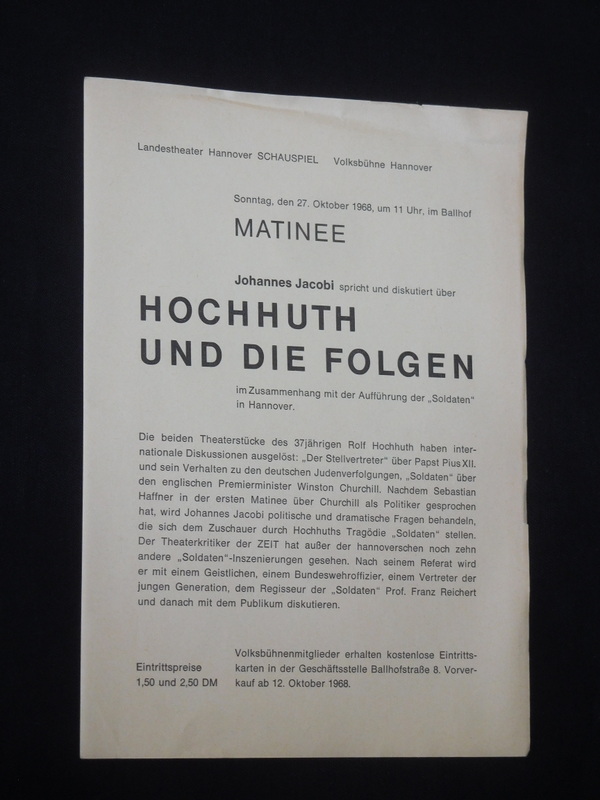 Landestheater Hannover SCHAUSPIEL Volksbühne Hannover
Sonntag, den 27. Oktober 1968, um 11 Uhr, im Ballhof
MATINEE
Johannes Jacobi spricht und diskutiert über
HOCHHUTH
UND DIE FOLGEN
im Zusammenhang mit der Aufführung der „Soldaten“
in Hannover.
Die beiden Theaterstücke des 37jährigen Rolf Hochhuth haben inter-
nationale Diskussionen ausgelöst: „Der Stellvertreter“ über Papst Pius XII.
und sein Verhalten zu den deutschen Judenverfolgungen, „Soldaten“ über
den englischen Premierminister Winston Churchill. Nachdem Sebastian
Haffner in der ersten Matinee über Churchill als Politiker gesprochen
hat, wird Johannes Jacobi politische und dramatische Fragen behandeln,
die sich dem Zuschauer durch Hochhuths Tragödie „Soldaten“ stellen.
Der Theaterkritiker der ZEIT hat außer der hannoverschen noch zehn
andere „Soldaten“-Inszenierungen gesehen. Nach seinem Referat wird
er mit einem Geistlichen, einem Bundeswehroffizier, einem Vertreter der
jungen Generation, dem Regisseur der „Soldaten“ Prof. Franz Reichert
und danach mit dem Publikum diskutieren.
Eintrittspreise
1,50 und 2,50 DM
Volksbühnenmitglieder erhalten kostenlose Eintritts-
karten in der Geschäftsstelle Ballhofstraße 8. Vorver-
kauf ab 12. Oktober 1968.